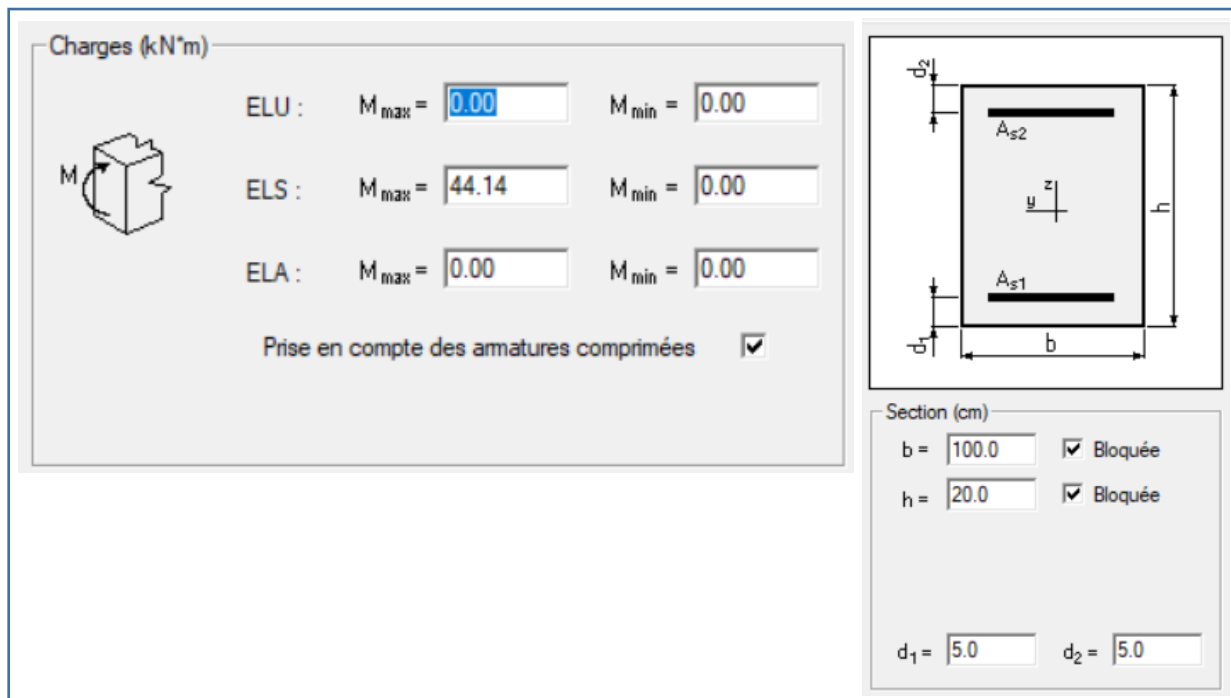 Charges (kN*m)
ELU : M max = 0.00 M min = 0.00
ELS : M max = 44.14 M min = 0.00
ELA : M max = 0.00 M min = 0.00
M
Prise en compte des armatures comprimées
d2
As2
z
y
h
As1
d1
b
Section (cm)
b = 100.0 Bloquée
h = 20.0 Bloquée
d1 = 5.0 d2 = 5.0